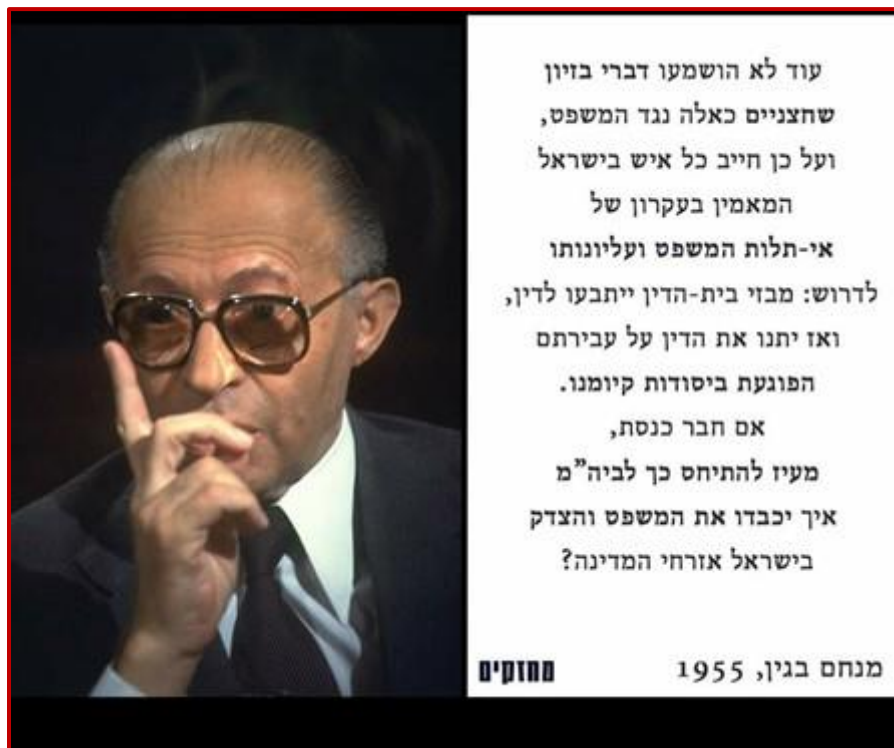 עוד לא הושמעו דברי בזיון
שחצניים כאלה נגד המשפט,
ועל כן חייב כל איש בישראל
המאמין בעקרון של
אי-תלות המשפט ועליונותו
לדרוש: מבזי בית-הדין ייתבעו לדין,
ואז יתנו את הדין על עבירתם
הפוגעת ביסודות קיומנו.
אם חבר כנסת,
מעיז להתיחס כך לביה"מ
איך יכבדו את המשפט והצדק
בישראל אזרחי המדינה?
מנחם בגין, 1955
מחזקים